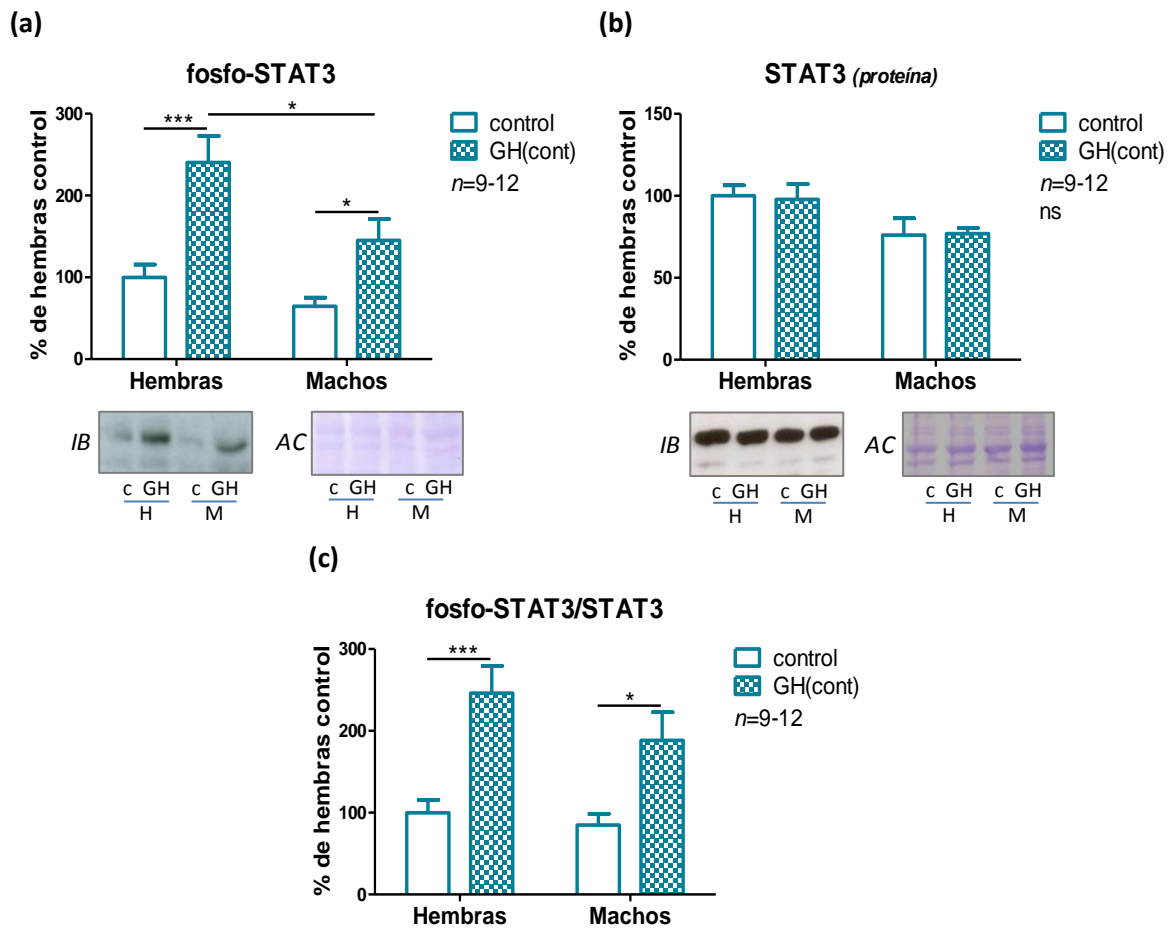 (a)
fosfo-STAT3
% de hembras control
300
200
100
0
***
*
*
Hembras
Machos
control
GH(cont)
n=9-12
IB
AC
c GH
c GH
H
M
c GH
c GH
H
M
(b)
STAT3 (proteína)
% de hembras control
150
100
50
0
Hembras
Machos
control
GH(cont)
n=9-12
ns
IB
AC
c GH
c GH
H
M
c GH
c GH
H
M
(c)
fosfo-STAT3/STAT3
% de hembras control
300
200
100
0
***
*
Hembras
Machos
control
GH(cont)
n=9-12